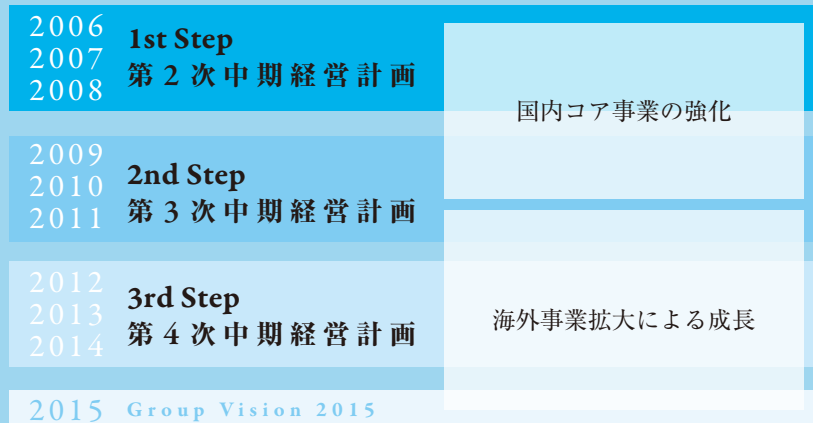 2006
2007
2008
1st Step
第2次中期経営計画
国内コア事業の強化
2009
2010
2011
2nd Step
第3次中期経営計画
2012
2013
2014
3rd Step
第4次中期経営計画
海外事業拡大による成長
2015 Group Vision 2015